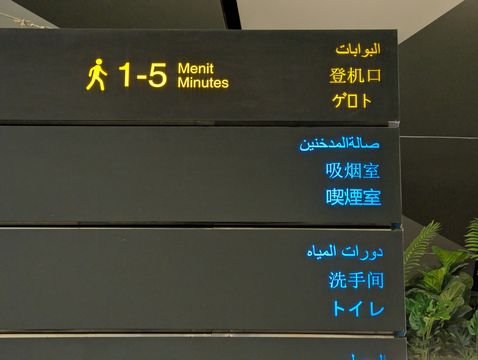 1-5 Menit
Minutes
البوابات
登机口
ゲロト
صالةالمدخنين
吸烟室
喫煙室
دورات المياه
洗手间
トイレ